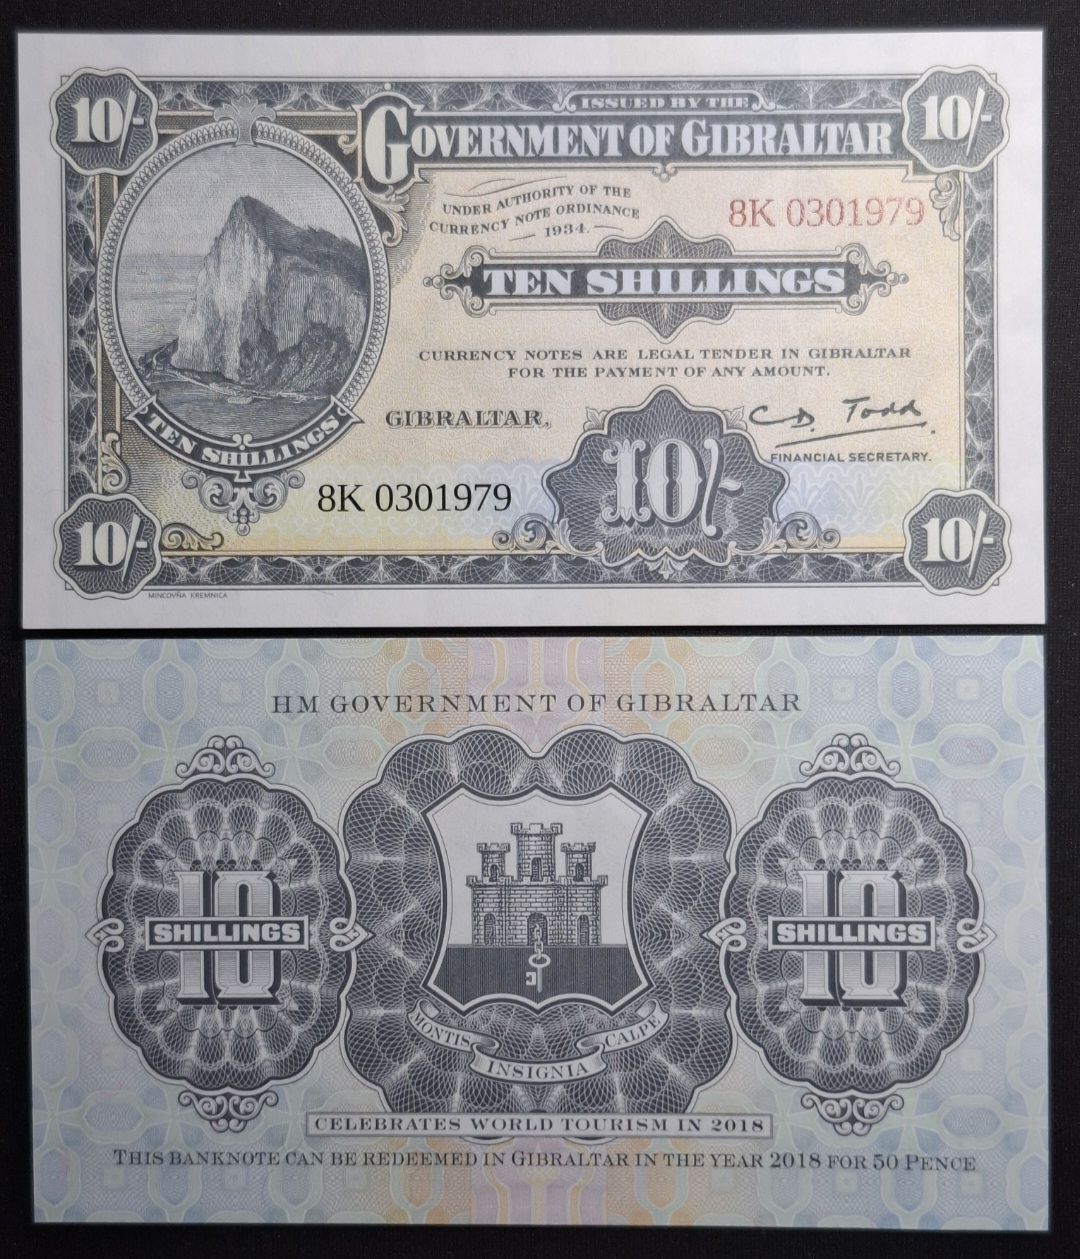 10/-
ISSUED BY THE
10/-
GOVERNMENT OF GIBRALTAR
UNDER AUTHORITY OF THE
CURRENCY NOTE ORDINANCE
1934.
8K 0301979
TEN SHILLINGS
CURRENCY NOTES ARE LEGAL TENDER IN GIBRALTAR
FOR THE PAYMENT OF ANY AMOUNT.
TEN SHILLINGS
GIBRALTAR,
C D. Todd.
FINANCIAL SECRETARY.
10/-
8K 0301979
10/-
10/-
MINCOVŇA KREMNICA
HM GOVERNMENT OF GIBRALTAR
10
SHILLINGS
10
SHILLINGS
MONTIS
INSIGNIA
CALPE
CELEBRATES WORLD TOURISM IN 2018
THIS BANKNOTE CAN BE REDEEMED IN GIBRALTAR IN THE YEAR 2018 FOR 50 PENCE